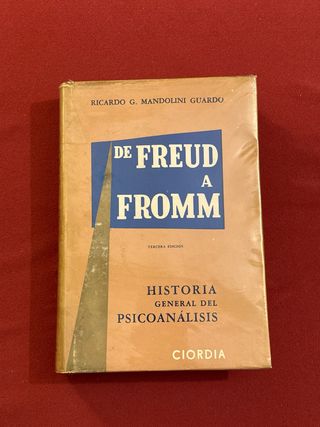 RICARDO G. MANDOLINI GUARDO
DE FREUD
A
FROMM
TERCERA EDICION
HISTORIA
GENERAL DEL
PSICOANÁLISIS
CIORDIA